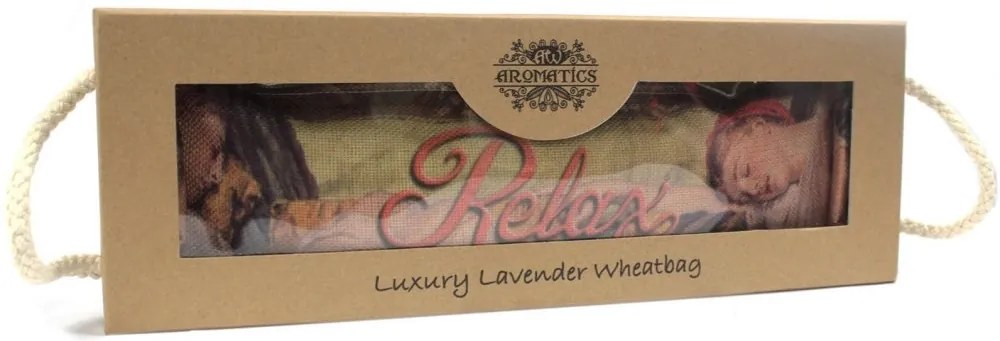 AW
AROMATICS
Relax
Luxury Lavender Wheatbag